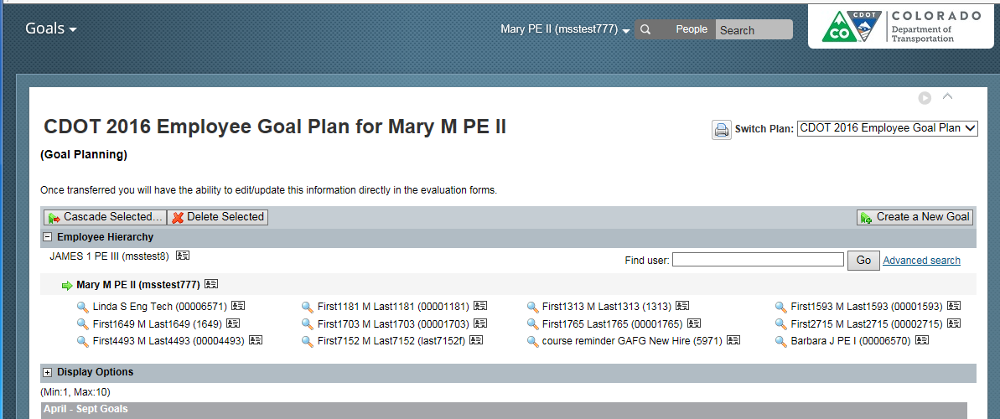 Goals
Mary PE II (msstest777)
People
Search
CO
CDOT
COLORADO
Department of
Transportation
CDOT 2016 Employee Goal Plan for Mary M PE II
Switch Plan: CDOT 2016 Employee Goal Plan
(Goal Planning)
Once transferred you will have the ability to edit/update this information directly in the evaluation forms.
Cascade Selected... Delete Selected Create a New Goal
Employee Hierarchy
JAMES 1 PE III (msstest8)
Find user: Go Advanced search
Mary M PE II (msstest777)
Linda S Eng Tech (00006571) First1181 M Last1181 (00001181) First1313 M Last1313 (1313) First1593 M Last1593 (00001593)
First1649 M Last1649 (1649) First1703 M Last1703 (00001703) First1765 Last1765 (00001765) First2715 M Last2715 (00002715)
First4493 M Last4493 (00004493) First7152 M Last7152 (last7152f) course reminder GAFG New Hire (5971) Barbara J PE I (00006570)
Display Options
(Min:1, Max:10)
April - Sept Goals